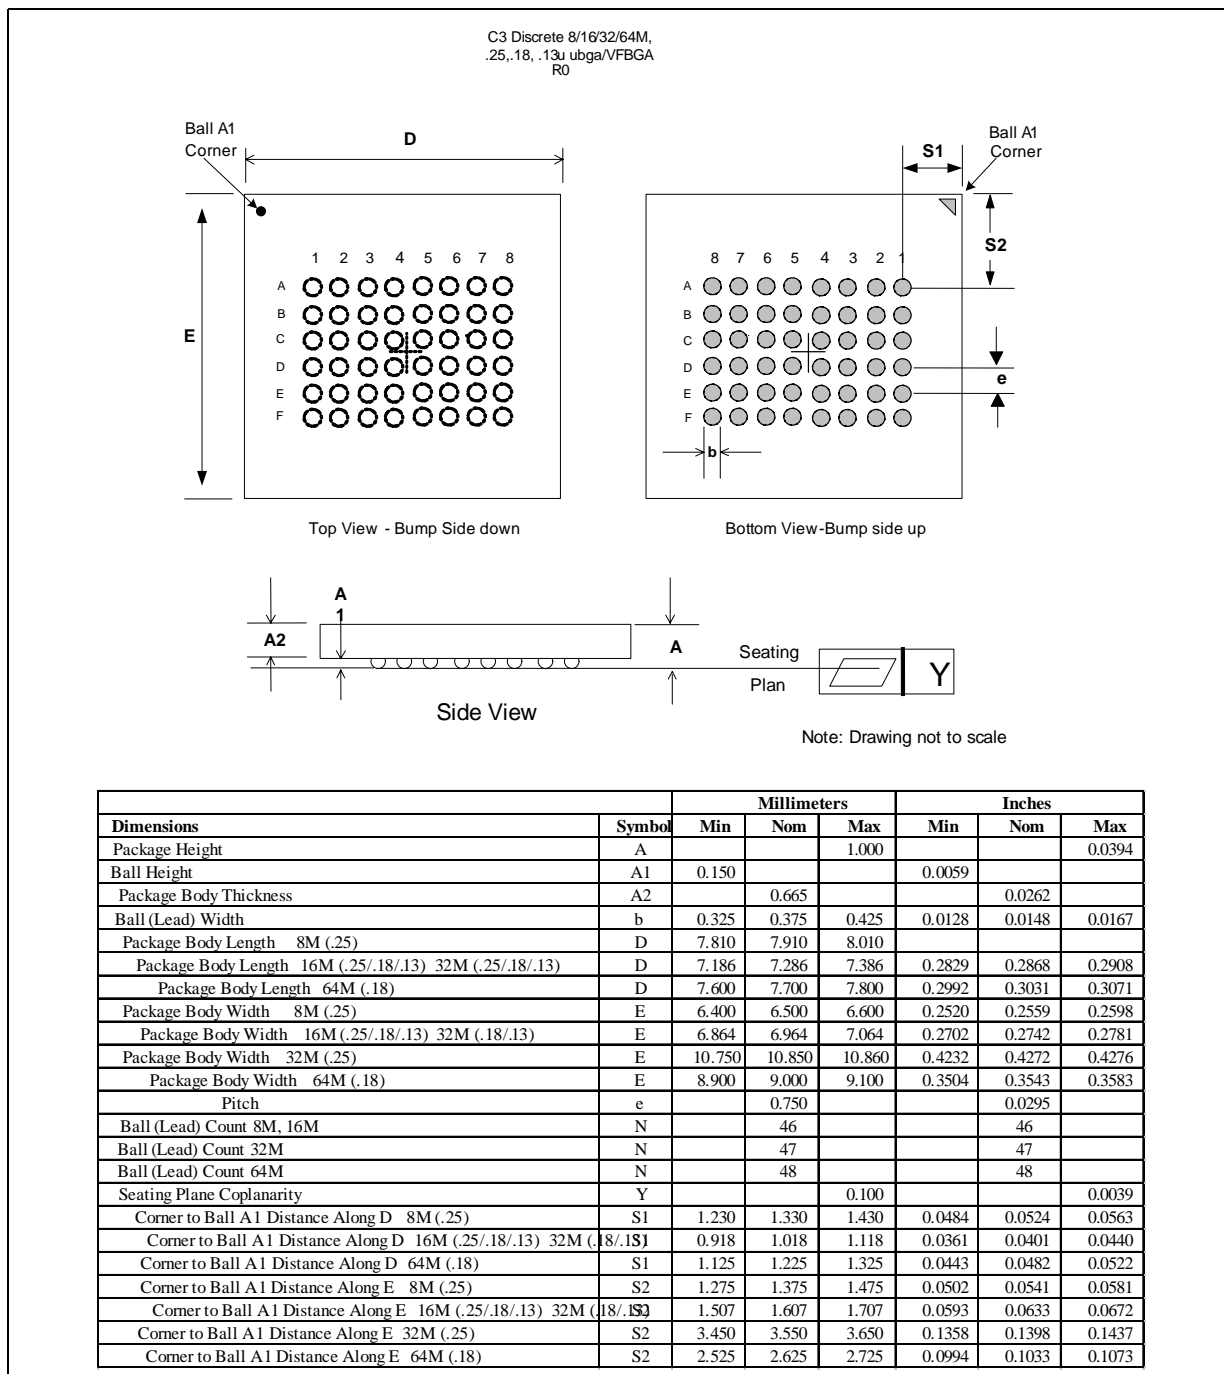 C3 Discrete 8/16/32/64M,
.25,.18, .13u ubga/VFBGA
R0
Ball A1
Corner
D
S1
Ball A1
Corner
E
S2
e
b
1 2 3 4 5 6 7 8
A
B
C
D
E
F
8 7 6 5 4 3 2 1
A
B
C
D
E
F
Top View - Bump Side down
Bottom View-Bump side up
A
1
A2
A
Seating
Plan
Y
Side View
Note: Drawing not to scale
Millimeters Inches
Dimensions Symbol Min Nom Max Min Nom Max
Package Height A 1.000 0.0394
Ball Height A1 0.150 0.0059
Package Body Thickness A2 0.665 0.0262
Ball (Lead) Width b 0.325 0.375 0.425 0.0128 0.0148 0.0167
Package Body Length 8M (.25) D 7.810 7.910 8.010
Package Body Length 16M (.25/.18/.13) 32M (.25/.18/.13) D 7.186 7.286 7.386 0.2829 0.2868 0.2908
Package Body Length 64M (.18) D 7.600 7.700 7.800 0.2992 0.3031 0.3071
Package Body Width 8M (.25) E 6.400 6.500 6.600 0.2520 0.2559 0.2598
Package Body Width 16M (.25/.18/.13) 32M (.18/.13) E 6.864 6.964 7.064 0.2702 0.2742 0.2781
Package Body Width 32M (.25) E 10.750 10.850 10.860 0.4232 0.4272 0.4276
Package Body Width 64M (.18) E 8.900 9.000 9.100 0.3504 0.3543 0.3583
Pitch e 0.750 0.0295
Ball (Lead) Count 8M, 16M N 46 46
Ball (Lead) Count 32M N 47 47
Ball (Lead) Count 64M N 48 48
Seating Plane Coplanarity Y 0.100 0.0039
Corner to Ball A1 Distance Along D 8M (.25) S1 1.230 1.330 1.430 0.0484 0.0524 0.0563
Corner to Ball A1 Distance Along D 16M (.25/.18/.13) 32M (.18/.13) S1 0.918 1.018 1.118 0.0361 0.0401 0.0440
Corner to Ball A1 Distance Along D 64M (.18) S1 1.125 1.225 1.325 0.0443 0.0482 0.0522
Corner to Ball A1 Distance Along E 8M (.25) S2 1.275 1.375 1.475 0.0502 0.0541 0.0581
Corner to Ball A1 Distance Along E 16M (.25/.18/.13) 32M (.18/.13) S2 1.507 1.607 1.707 0.0593 0.0633 0.0672
Corner to Ball A1 Distance Along E 32M (.25) S2 3.450 3.550 3.650 0.1358 0.1398 0.1437
Corner to Ball A1 Distance Along E 64M (.18) S2 2.525 2.625 2.725 0.0994 0.1033 0.1073